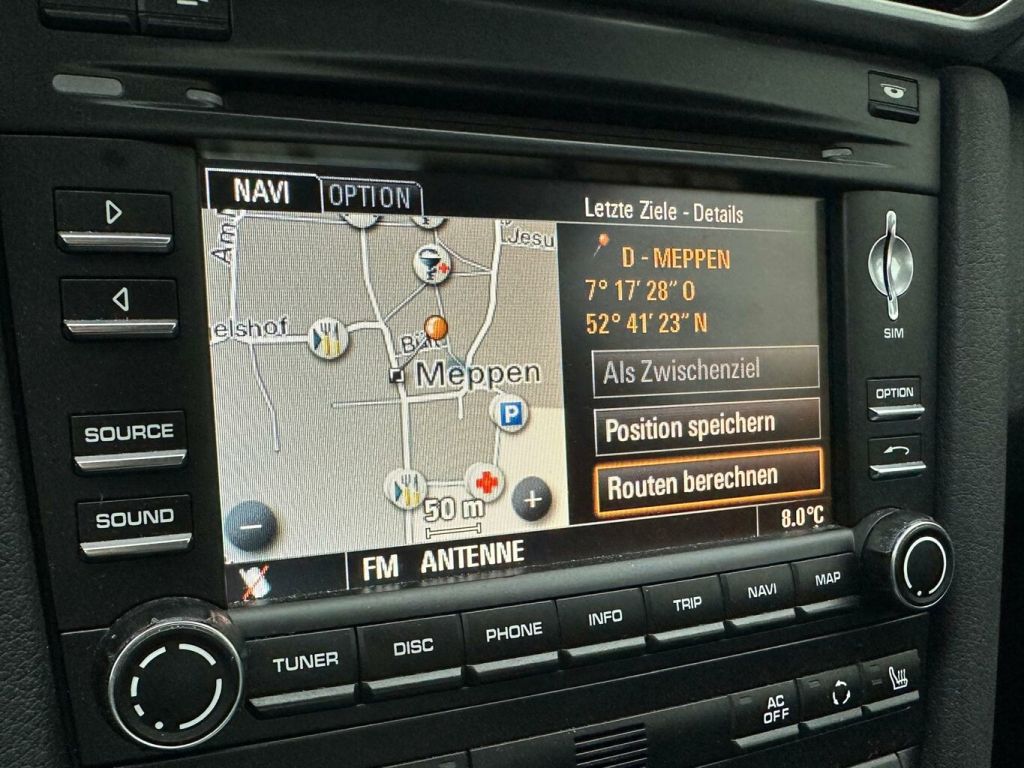 NAVI
OPTION
Letzte Ziele - Details
Jesu
D - MEPPEN
7° 17' 28" O
52° 41' 23" N
elshof
Meppen
P
Als Zwischenziel
Position speichern
Routen berechnen
50 m
8.0°C
FM ANTENNE
SOURCE
SOUND
SIM
OPTION
TUNER
DISC
PHONE
INFO
TRIP
NAVI
MAP
AC
OFF